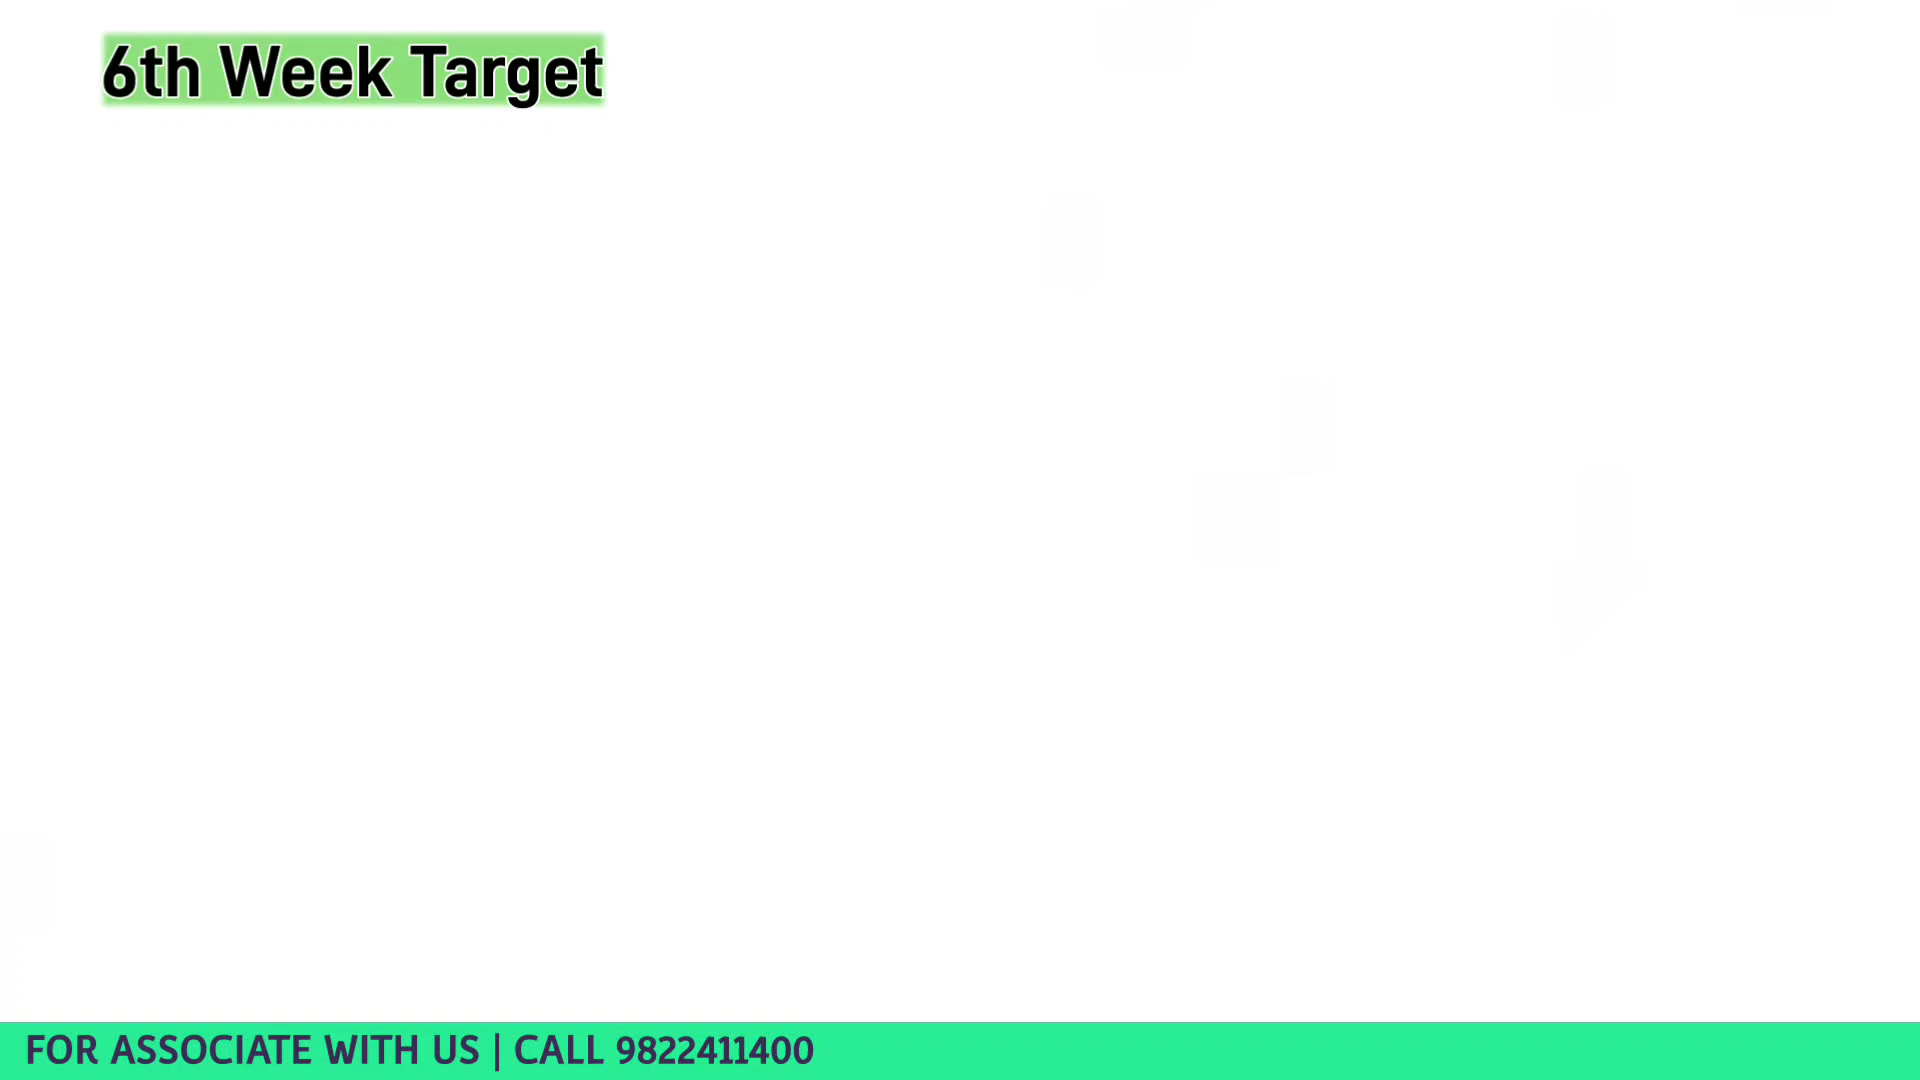 6th Week Target
FOR ASSOCIATE WITH US | CALL 9822411400